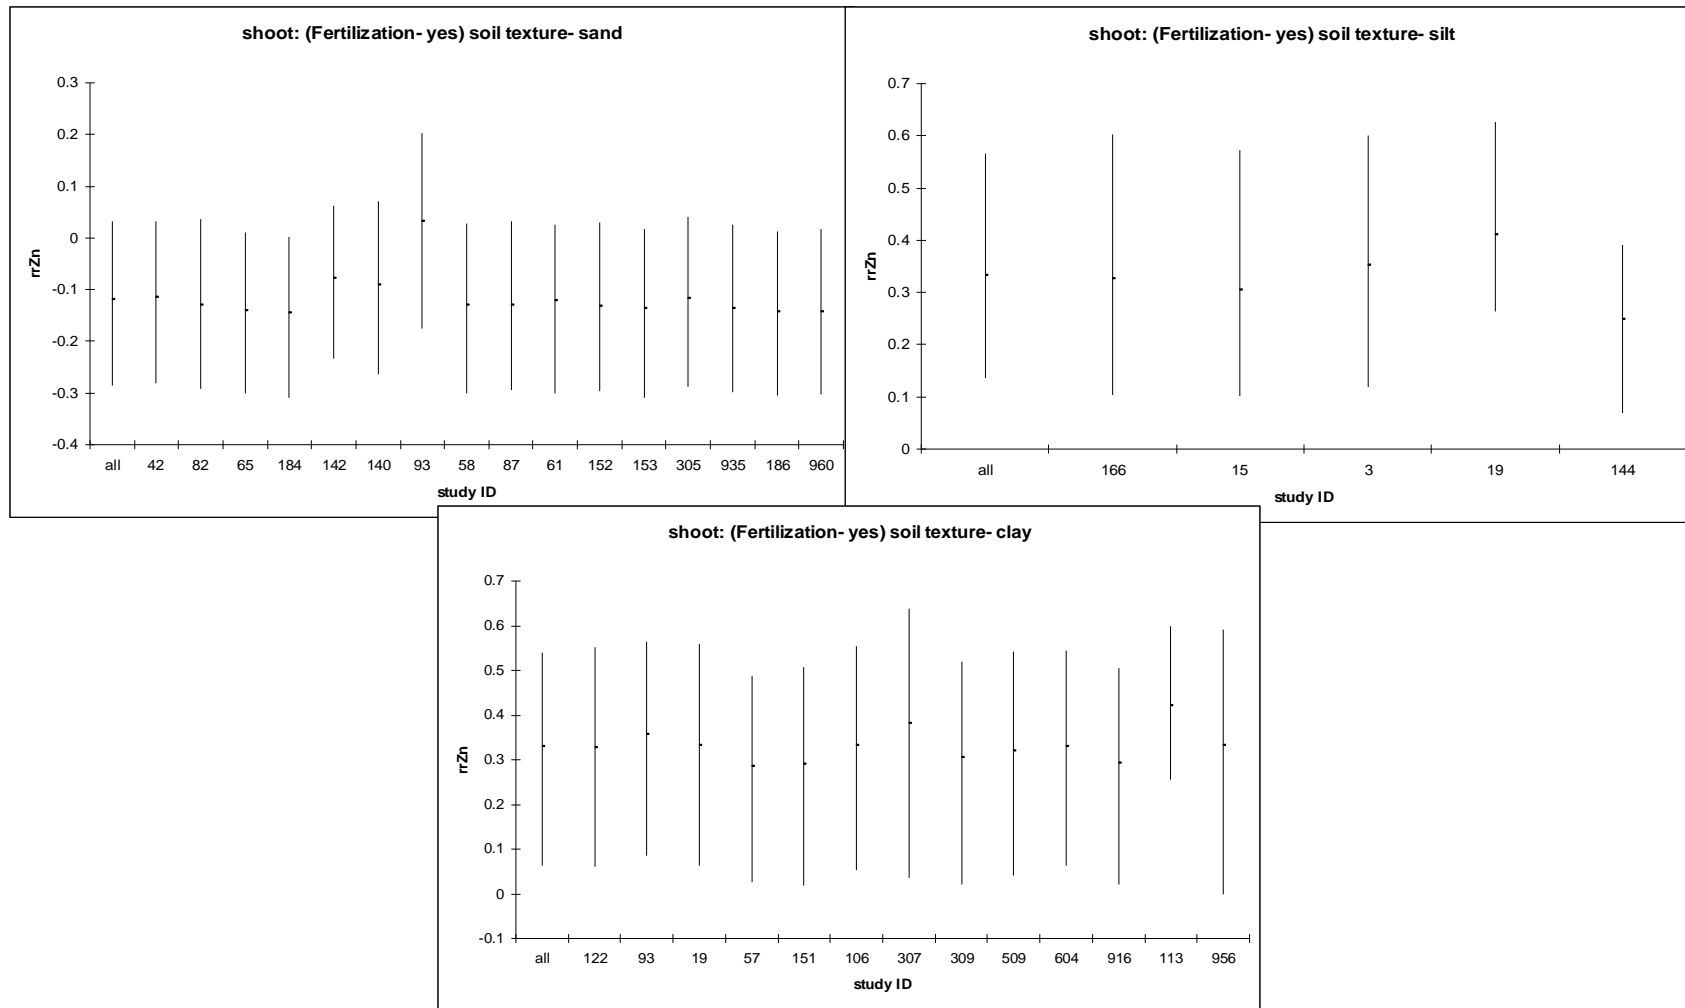 shoot: (Fertilization- yes) soil texture- sand
0.3
0.2
0.1
0
-0.1
-0.2
-0.3
-0.4
rrZn
all 42 82 65 184 142 140 93 58 87 61 152 153 305 935 186 960
study ID
shoot: (Fertilization- yes) soil texture- silt
0.7
0.6
0.5
0.4
0.3
0.2
0.1
0
rrZn
all 166 15 3 19 144
study ID
shoot: (Fertilization- yes) soil texture- clay
0.7
0.6
0.5
0.4
0.3
0.2
0.1
0
-0.1
rrZn
all 122 93 19 57 151 106 307 309 509 604 916 113 956
study ID